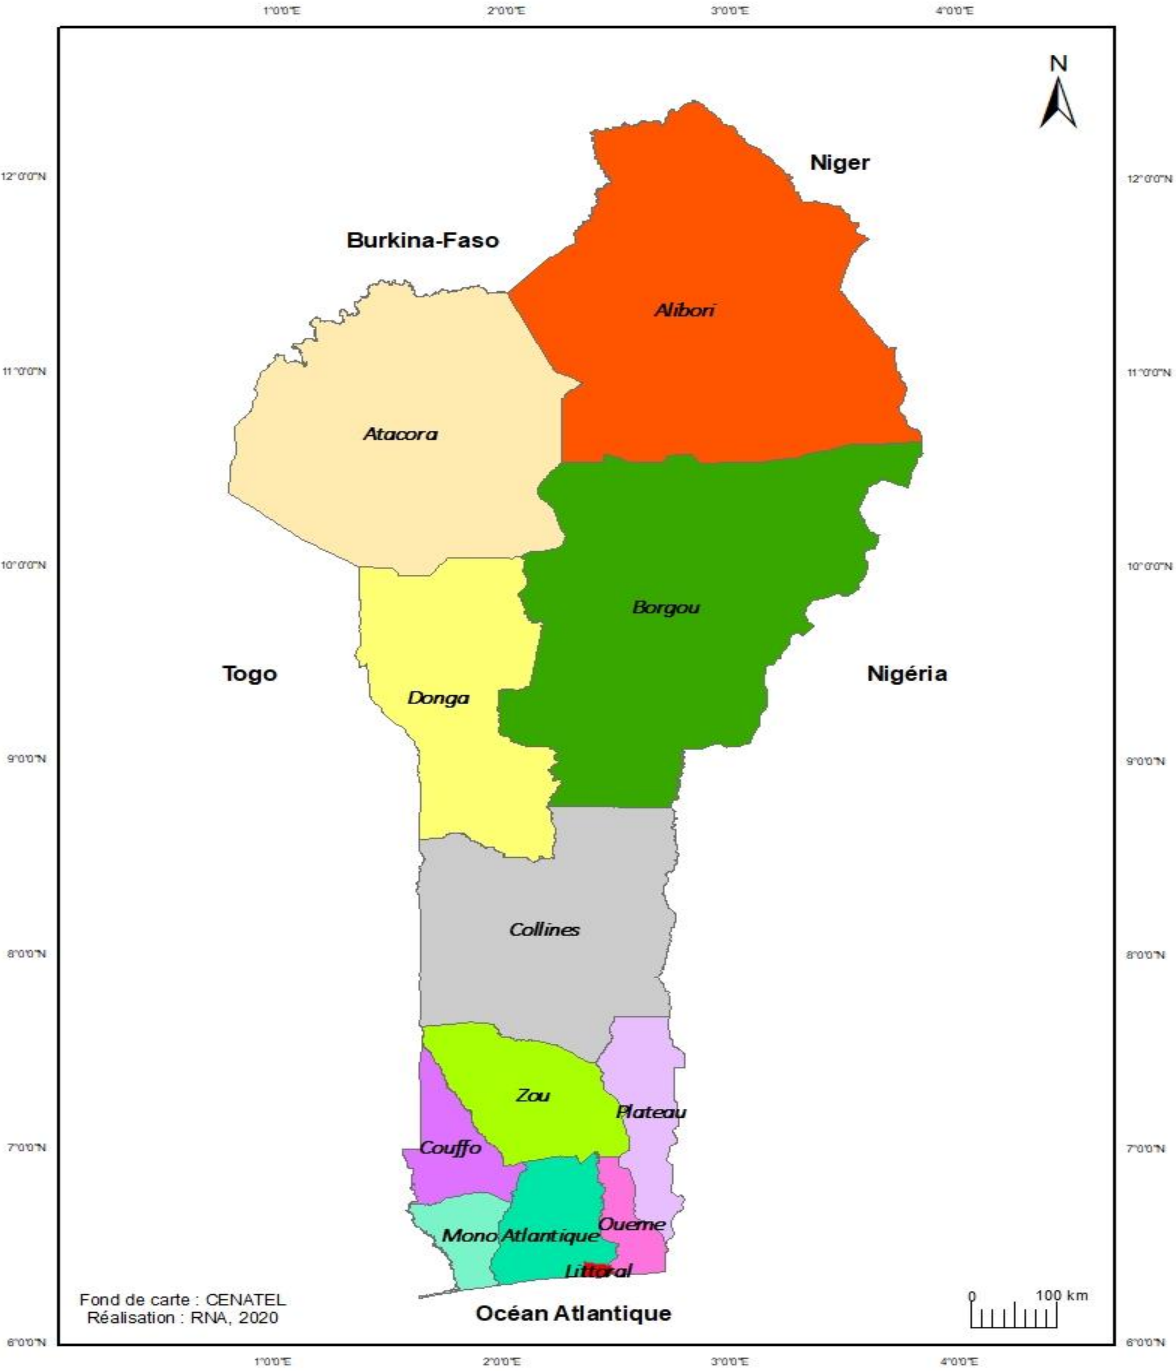 1°0'0"E 2°0'0"E 3°0'0"E 4°0'0"E
N
Niger
12°0'0"N 12°0'0"N
Burkina-Faso
Alibori
11°0'0"N 11°0'0"N
Atacora
10°0'0"N 10°0'0"N
Borgou
Togo Nigéria
Donga
9°0'0"N 9°0'0"N
Collines
8°0'0"N 8°0'0"N
Zou
Plateau
7°0'0"N 7°0'0"N
Couffo
Oueme
Mono Atlantique
Littoral
Fond de carte : CENATEL
Réalisation : RNA, 2020
Océan Atlantique
0 100 km
6°0'0"N 6°0'0"N
1°0'0"E 2°0'0"E 3°0'0"E 4°0'0"E